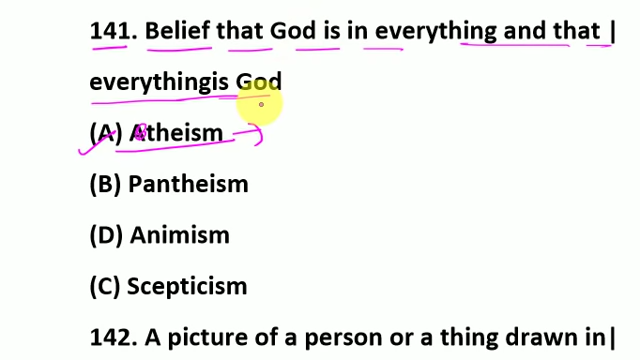 141. Belief that God is in everything and that |
everythingis God
(A) Atheism
(B) Pantheism
(D) Animism
(C) Scepticism
142. A picture of a person or a thing drawn in|